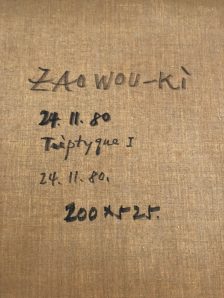 ZAO WOU-Ki
24. 11. 80
Triptyque I
24. 11. 80.
200 x 525.